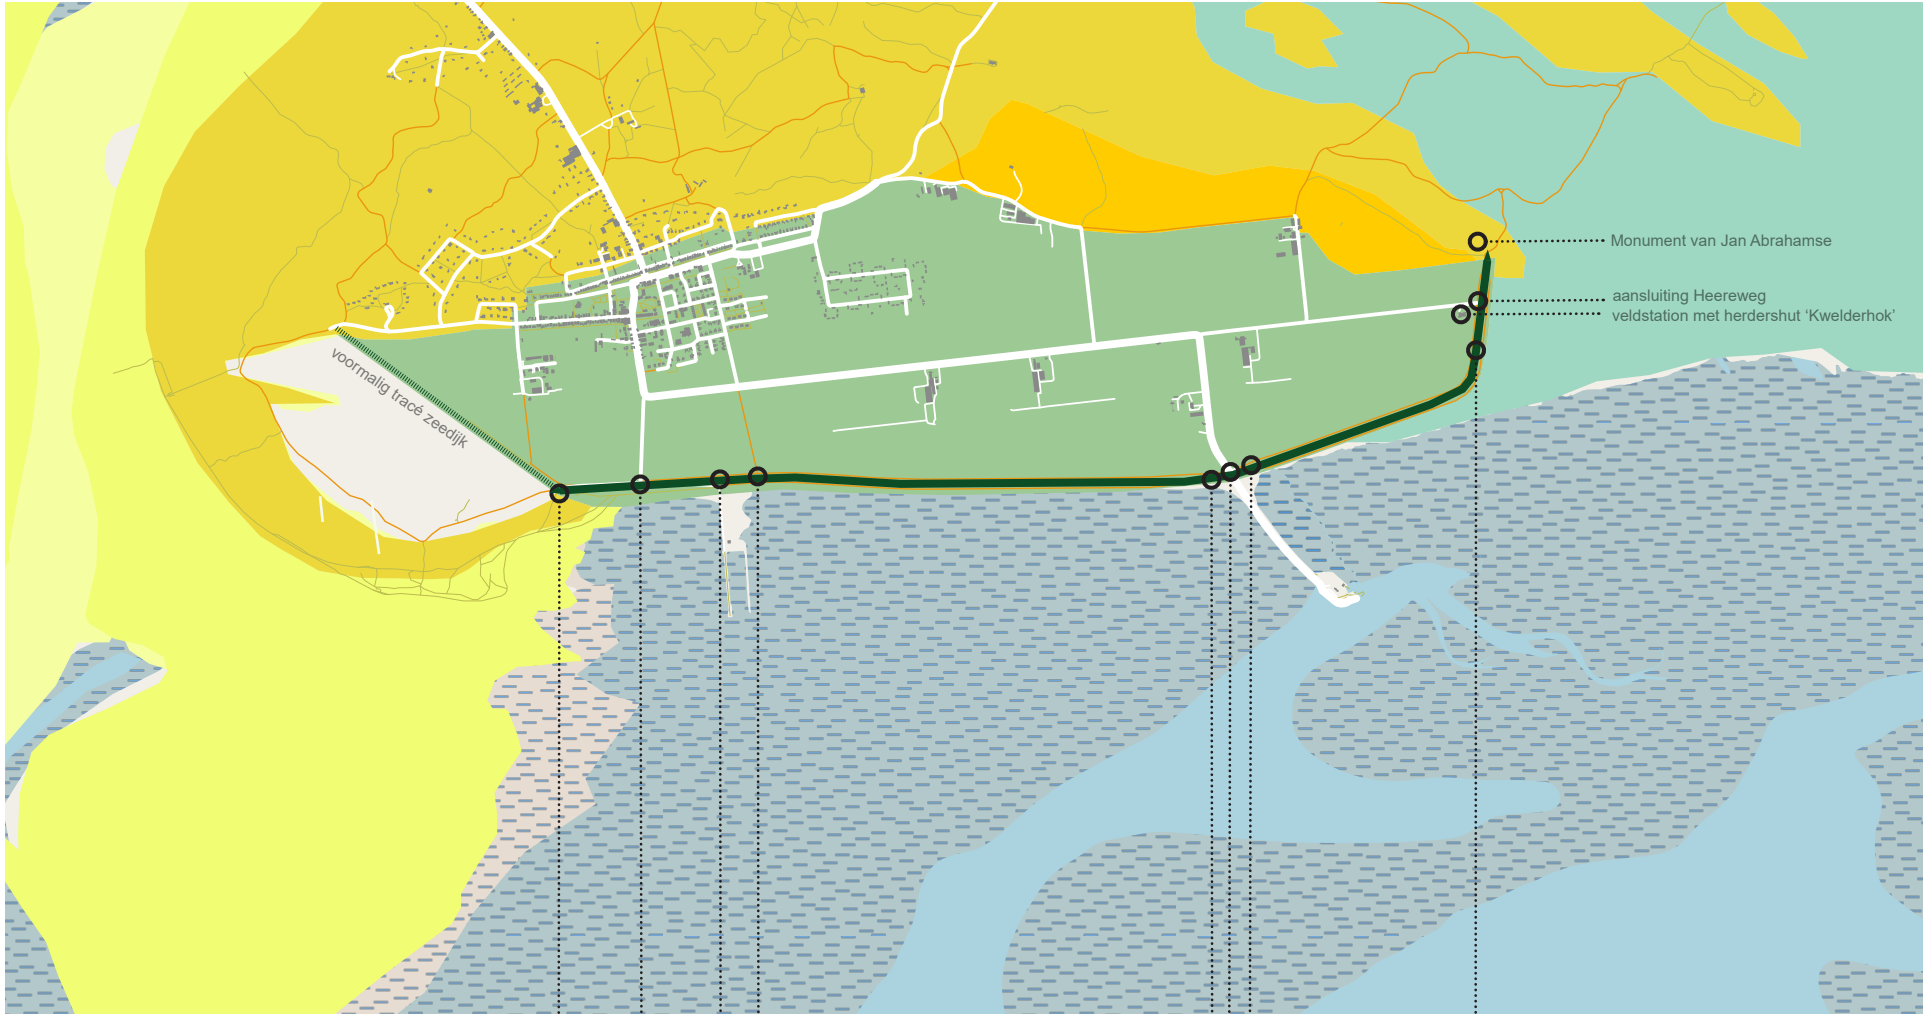 Monument van Jan Abrahamse
aansluiting Heereweg
veldstation met herdershut ‘Kwelderhok’
voormalig tracé zeedijk